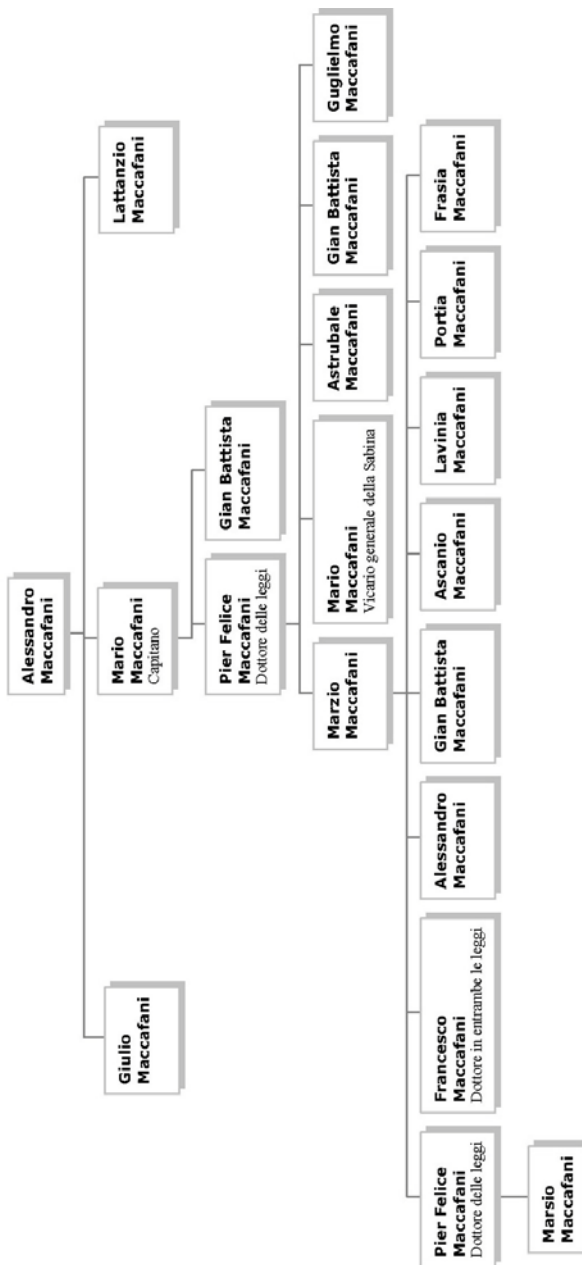 Alessandro
Maccafani
Giulio
Maccafani
Mario
Maccafani
Capitano
Lattanzio
Maccafani
Pier Felice
Maccafani
Dottore delle leggi
Gian Battista
Maccafani
Marzio
Maccafani
Mario
Maccafani
Vicario generale della Sabina
Astrubale
Maccafani
Gian Battista
Maccafani
Guglielmo
Maccafani
Pier Felice
Maccafani
Dottore delle leggi
Francesco
Maccafani
Dottore in entrambe le leggi
Alessandro
Maccafani
Gian Battista
Maccafani
Ascanio
Maccafani
Lavinia
Maccafani
Portia
Maccafani
Frasia
Maccafani
Marsio
Maccafani